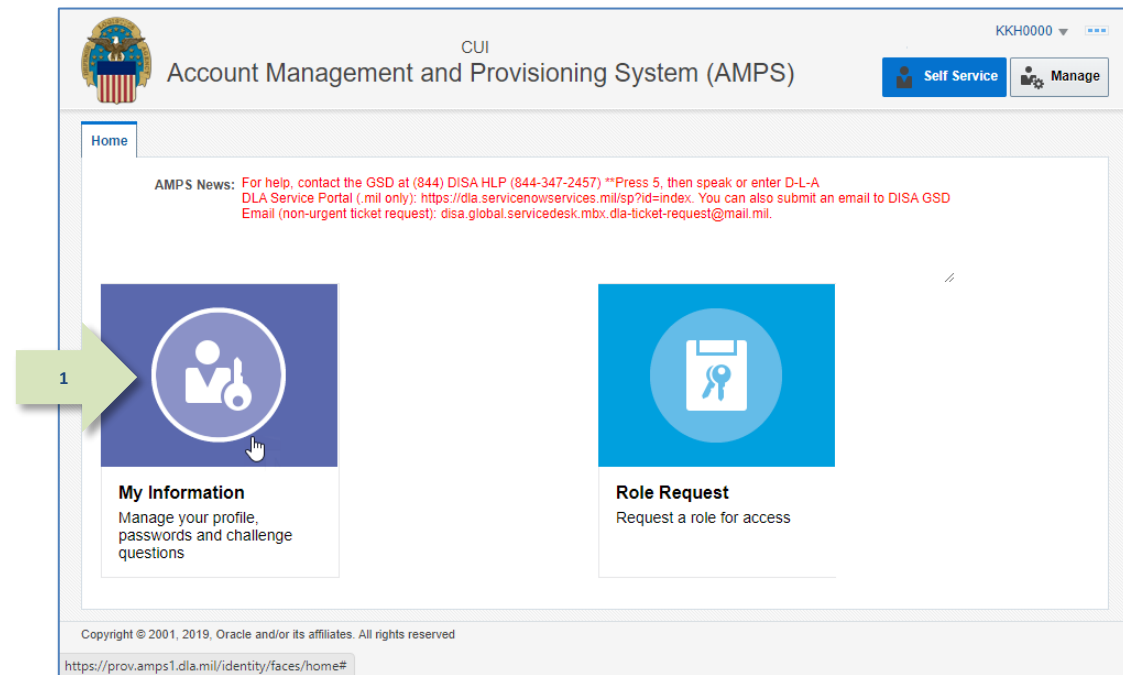 KKH0000
CUI
Account Management and Provisioning System (AMPS)
Self Service
Manage
Home
AMPS News: For help, contact the GSD at (844) DISA HLP (844-347-2457) **Press 5, then speak or enter D-L-A
DLA Service Portal (.mil only): https://dla.servicenowservices.mil/sp?id=index. You can also submit an email to DISA GSD
Email (non-urgent ticket request): disa.global.servicedesk.mbx.dla-ticket-request@mail.mil.
1
My Information
Manage your profile,
passwords and challenge
questions
Role Request
Request a role for access
Copyright © 2001, 2019, Oracle and/or its affiliates. All rights reserved
https://prov.amps1.dla.mil/identity/faces/home#